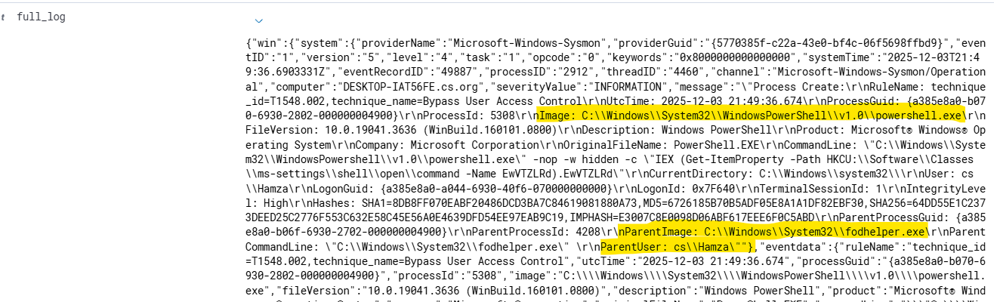 t full_log
{"win":{"system":{"providerName":"Microsoft-Windows-Sysmon","providerGuid":"{5770385f-c22a-43e0-bf4c-06f5698ffbd9}","even
tID":"1","version":"5","level":"4","task":"1","opcode":"0","keywords":"0x8000000000000000","systemTime":"2025-12-03T21:4
9:36.6903331Z","eventRecordID":"49887","processID":"2912","threadID":"4460","channel":"Microsoft-Windows-Sysmon/Operation
al","computer":"DESKTOP-IAT56FE.cs.org","severityValue":"INFORMATION","message":"\"Process Create:\r\nRuleName: technique
_id=T1548.002,technique_name=Bypass User Access Control\r\nUtcTime: 2025-12-03 21:49:36.674\r\nProcessGuid: {a385e8a0-b07
0-6930-2802-000000004900}\r\nProcessId: 5308\r\nImage: C:\\Windows\\System32\\WindowsPowerShell\\v1.0\\powershell.exe\r\n
FileVersion: 10.0.19041.3636 (WinBuild.160101.0800)\r\nDescription: Windows PowerShell\r\nProduct: Microsoft® Windows® Op
erating System\r\nCompany: Microsoft Corporation\r\nOriginalFileName: PowerShell.EXE\r\nCommandLine: \"C:\\Windows\\Syste
m32\\WindowsPowershell\\v1.0\\powershell.exe\" -nop -w hidden -c \"IEX (Get-ItemProperty -Path HKCU:\\Software\\Classes
\\ms-settings\\shell\\open\\command -Name EwVTZLRd).EwVTZLRd\"\r\nCurrentDirectory: C:\\Windows\\system32\\\r\nUser: cs
\\Hamza\r\nLogonGuid: {a385e8a0-a044-6930-40f6-070000000000}\r\nLogonId: 0x7F640\r\nTerminalSessionId: 1\r\nIntegrityLeve
l: High\r\nHashes: SHA1=8DB8FF070EABF20486DCD3BA7C84619081880A73,MD5=6726185B70B5ADF05E8A1A1DF82EBF30,SHA256=64DD55E1C237
3DEED25C2776F553C632E58C45E56A0E4639DFD54EE97EAB9C19,IMPHASH=E3007C8E0098D06ABF617EEE6F0C5ABD\r\nParentProcessGuid: {a385
e8a0-b06f-6930-2702-000000004900}\r\nParentProcessId: 4208\r\nParentImage: C:\\Windows\\System32\\fodhelper.exe\r\nParent
CommandLine: \"C:\\Windows\\System32\\fodhelper.exe\" \r\nParentUser: cs\\Hamza\""},"eventdata":{"ruleName":"technique_id
=T1548.002,technique_name=Bypass User Access Control","utcTime":"2025-12-03 21:49:36.674","processGuid":"{a385e8a0-b070-6
930-2802-000000004900}","processId":"5308","image":"C:\\\\Windows\\\\System32\\\\WindowsPowerShell\\\\v1.0\\\\powershell.
exe","fileVersion":"10.0.19041.3636 (WinBuild.160101.0800)","description":"Windows PowerShell","product":"Microsoft® Wind